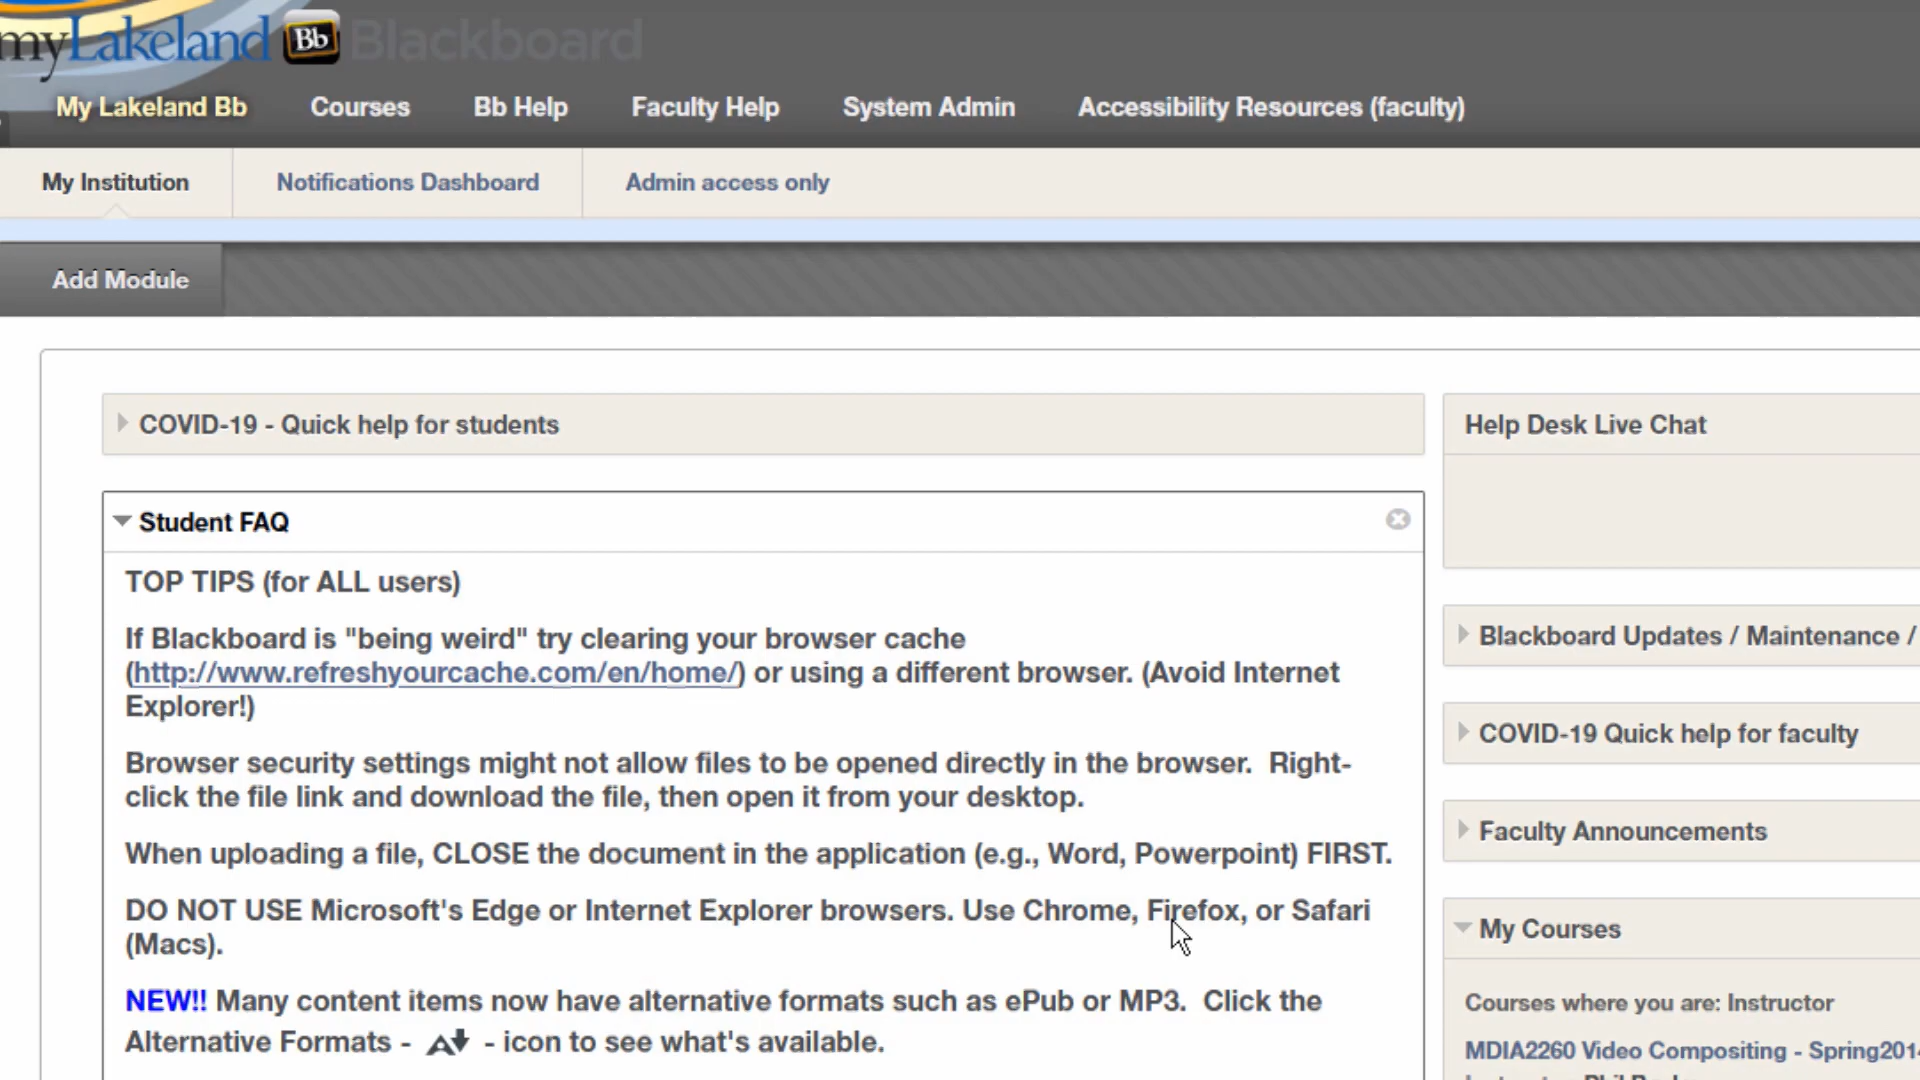 myLakeland Bb Blackboard
My Lakeland Bb Courses Bb Help Faculty Help System Admin Accessibility Resources (faculty)
My Institution Notifications Dashboard Admin access only
Add Module
COVID-19 - Quick help for students
Student FAQ
TOP TIPS (for ALL users)
If Blackboard is "being weird" try clearing your browser cache
(http://www.refreshyourcache.com/en/home/) or using a different browser. (Avoid Internet
Explorer!)
Browser security settings might not allow files to be opened directly in the browser.  Right-
click the file link and download the file, then open it from your desktop.
When uploading a file, CLOSE the document in the application (e.g., Word, Powerpoint) FIRST.
DO NOT USE Microsoft's Edge or Internet Explorer browsers. Use Chrome, Firefox, or Safari
(Macs).
NEW!! Many content items now have alternative formats such as ePub or MP3.  Click the
Alternative Formats - A - icon to see what's available.
Help Desk Live Chat
Blackboard Updates / Maintenance /
COVID-19 Quick help for faculty
Faculty Announcements
My Courses
Courses where you are: Instructor
MDIA2260 Video Compositing - Spring201